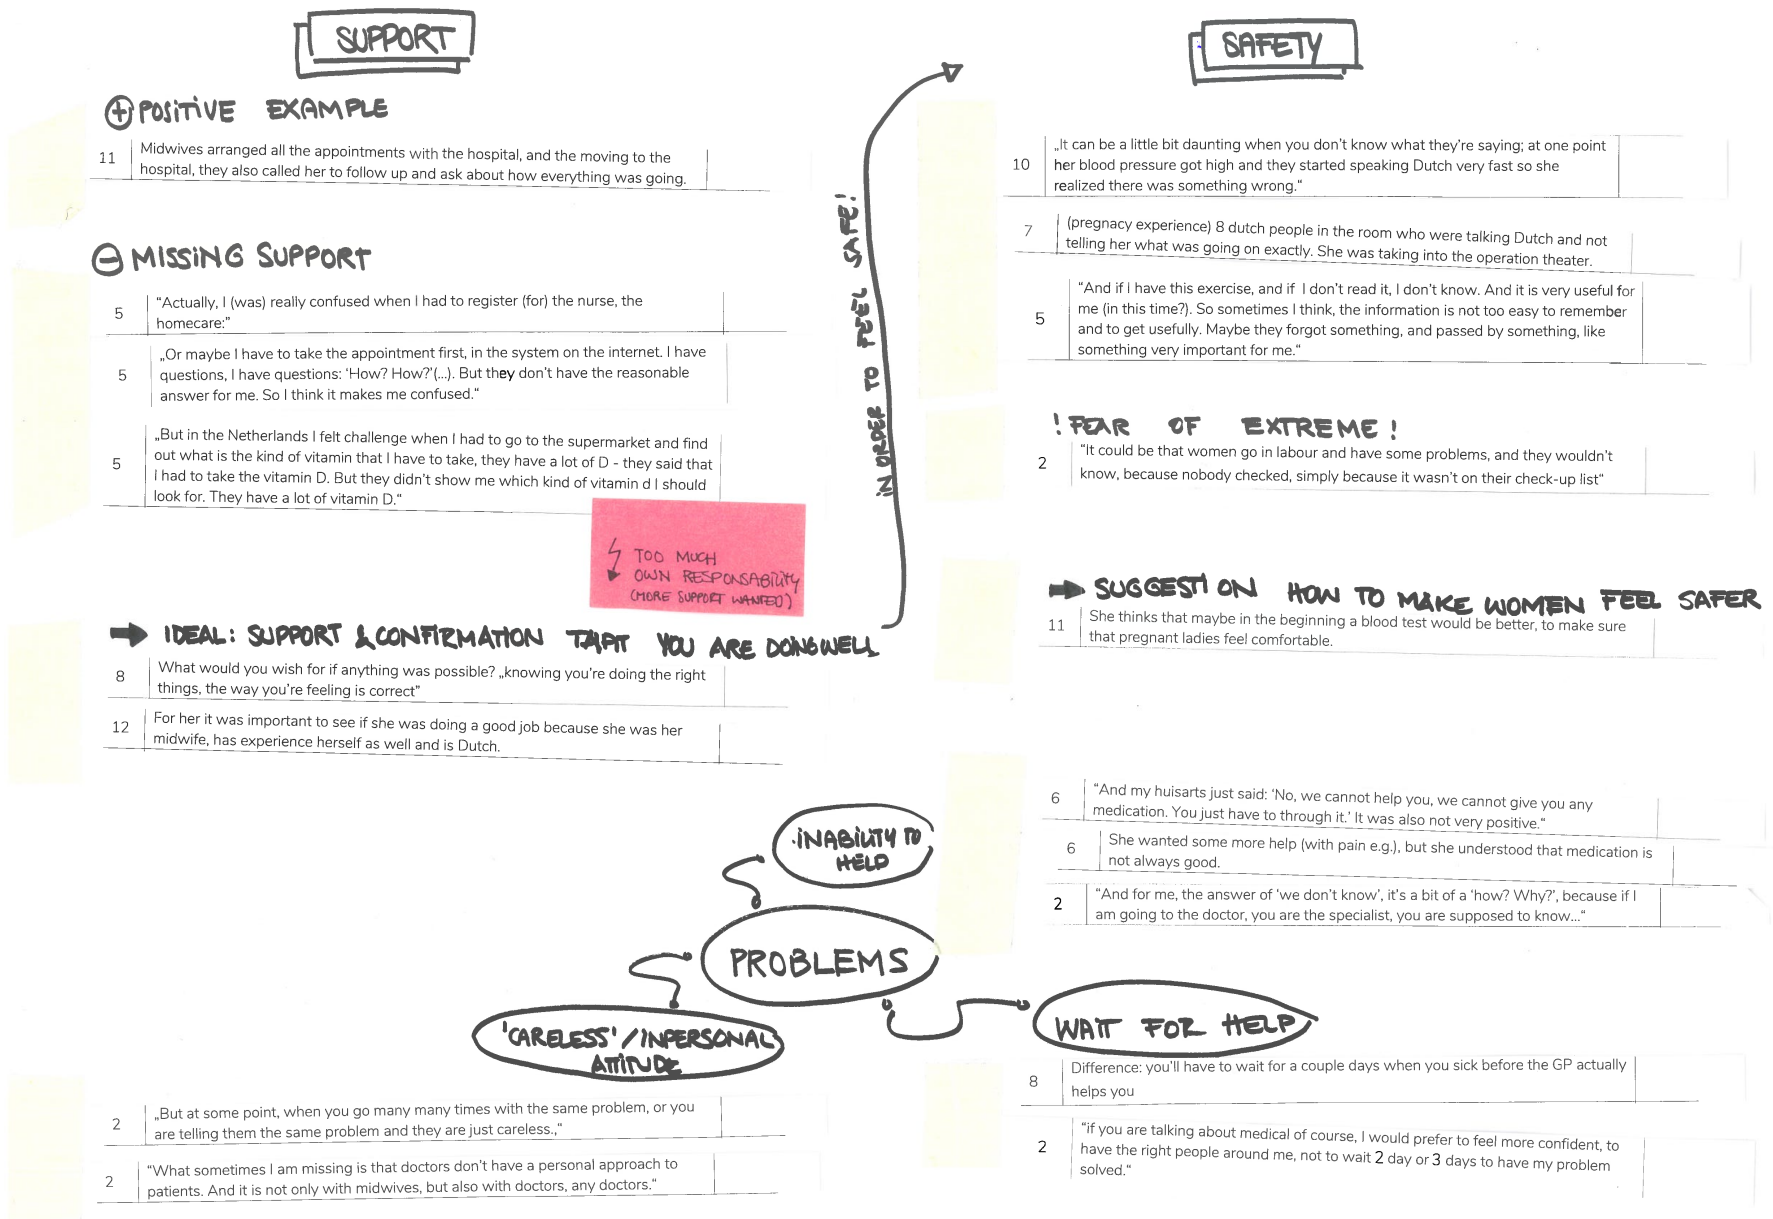 SUPPORT
⊕ POSITIVE EXAMPLE
11
Midwives arranged all the appointments with the hospital, and the moving to the
hospital, they also called her to follow up and ask about how everything was going.
⊖ MISSING SUPPORT
5
"Actually, I (was) really confused when I had to register (for) the nurse, the
homecare:"
5
„Or maybe I have to take the appointment first, in the system on the internet. I have
questions, I have questions: 'How? How?'(...). But they don't have the reasonable
answer for me. So I think it makes me confused."
5
„But in the Netherlands I felt challenge when I had to go to the supermarket and find
out what is the kind of vitamin that I have to take, they have a lot of D - they said that
I had to take the vitamin D. But they didn't show me which kind of vitamin d I should
look for. They have a lot of vitamin D."
TOO MUCH
OWN RESPONSABILITY
(MORE SUPPORT WANTED)
➡ IDEAL: SUPPORT & CONFIRMATION THAT YOU ARE DOING WELL
8
What would you wish for if anything was possible? „knowing you're doing the right
things, the way you're feeling is correct"
12
For her it was important to see if she was doing a good job because she was her
midwife, has experience herself as well and is Dutch.
IN ORDER TO FEEL SAFE!
SAFETY
10
„It can be a little bit daunting when you don't know what they're saying; at one point
her blood pressure got high and they started speaking Dutch very fast so she
realized there was something wrong."
7
(pregnacy experience) 8 dutch people in the room who were talking Dutch and not
telling her what was going on exactly. She was taking into the operation theater.
5
"And if I have this exercise, and if I don't read it, I don't know. And it is very useful for
me (in this time?). So sometimes I think, the information is not too easy to remember
and to get usefully. Maybe they forgot something, and passed by something, like
something very important for me."
! FEAR OF EXTREME !
2
"It could be that women go in labour and have some problems, and they wouldn't
know, because nobody checked, simply because it wasn't on their check-up list"
➡ SUGGESTION HOW TO MAKE WOMEN FEEL SAFER
11
She thinks that maybe in the beginning a blood test would be better, to make sure
that pregnant ladies feel comfortable.
PROBLEMS
INABILITY TO
HELP
6
"And my huisarts just said: 'No, we cannot help you, we cannot give you any
medication. You just have to through it.' It was also not very positive."
6
She wanted some more help (with pain e.g.), but she understood that medication is
not always good.
2
"And for me, the answer of 'we don't know', it's a bit of a 'how? Why?', because if I
am going to the doctor, you are the specialist, you are supposed to know..."
'CARELESS'/INPERSONAL
ATTITUDE
2
„But at some point, when you go many many times with the same problem, or you
are telling them the same problem and they are just careless.,"
2
"What sometimes I am missing is that doctors don't have a personal approach to
patients. And it is not only with midwives, but also with doctors, any doctors."
WAIT FOR HELP
8
Difference: you'll have to wait for a couple days when you sick before the GP actually
helps you
2
"if you are talking about medical of course, I would prefer to feel more confident, to
have the right people around me, not to wait 2 day or 3 days to have my problem
solved."